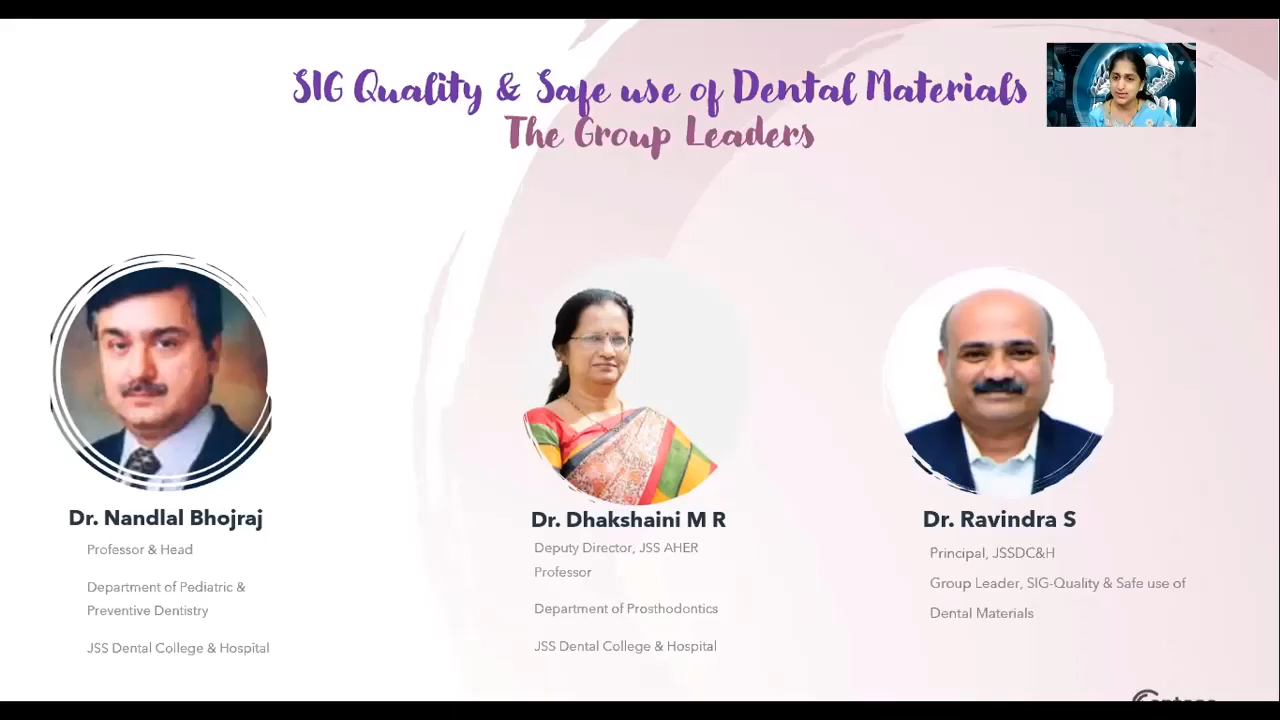 SIG Quality & Safe use of Dental Materials
The Group Leaders
Dr. Nandlal Bhojraj
Professor & Head
Department of Pediatric &
Preventive Dentistry
JSS Dental College & Hospital
Dr. Dhakshaini M R
Deputy Director, JSS AHER
Professor
Department of Prosthodontics
JSS Dental College & Hospital
Dr. Ravindra S
Principal, JSSDC&H
Group Leader, SIG-Quality & Safe use of
Dental Materials